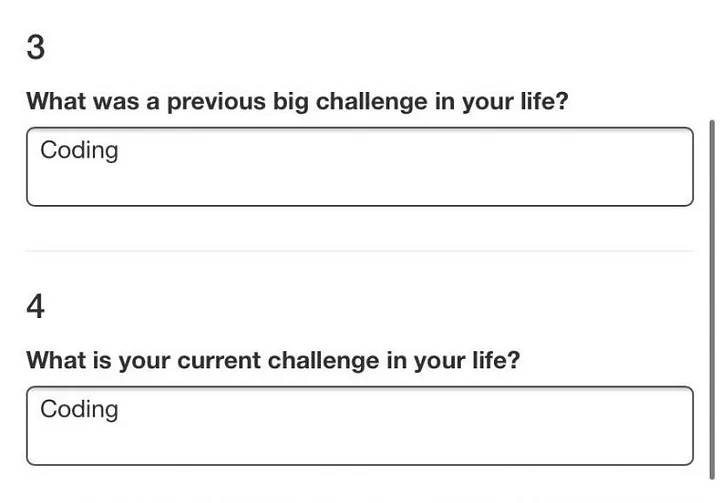 3
What was a previous big challenge in your life?
Coding
4
What is your current challenge in your life?
Coding